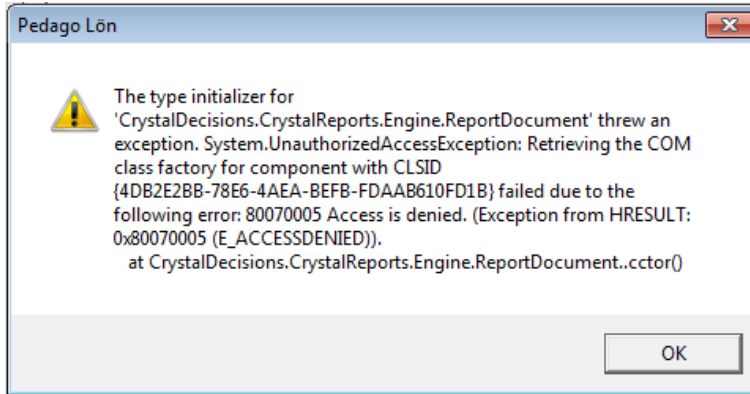 Pedago Lön
The type initializer for
'CrystalDecisions.CrystalReports.Engine.ReportDocument' threw an
exception. System.UnauthorizedAccessException: Retrieving the COM
class factory for component with CLSID
{4DB2E2BB-78E6-4AEA-BEFB-FDAAB610FD1B} failed due to the
following error: 80070005 Access is denied. (Exception from HRESULT:
0x80070005 (E_ACCESSDENIED)).
at CrystalDecisions.CrystalReports.Engine.ReportDocument..cctor()
OK